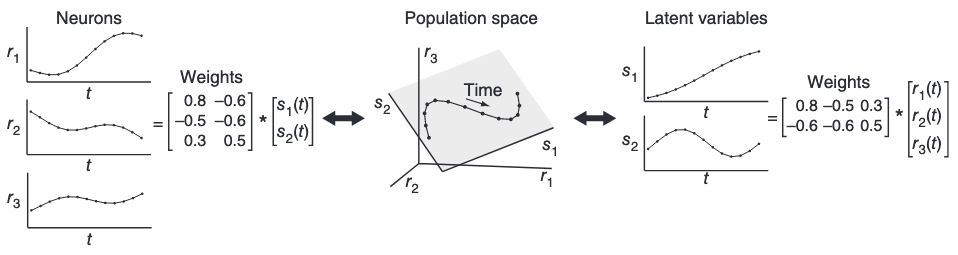 Neurons
r1
t
r2
t
r3
t
=
Weights
0.8 −0.6
−0.5 −0.6
0.3 0.5
*
s1(t)
s2(t)
Population space
r3
s2
Time
s1
r2
r1
Latent variables
s1
t
s2
t
=
Weights
0.8 −0.5 0.3
−0.6 −0.6 0.5
*
r1(t)
r2(t)
r3(t)